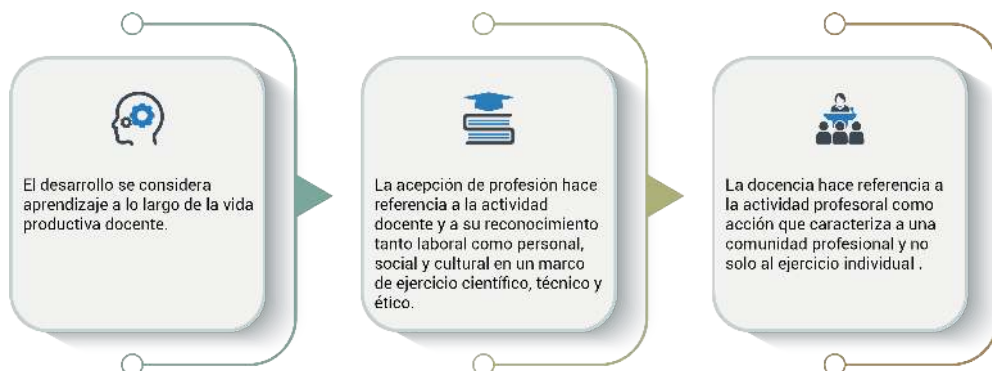 El desarrollo se considera
aprendizaje a lo largo de la vida
productiva docente.
La acepción de profesión hace
referencia a la actividad
docente y a su reconocimiento
tanto laboral como personal,
social y cultural en un marco
de ejercicio científico, técnico y
ético.
La docencia hace referencia a
la actividad profesoral como
acción que caracteriza a una
comunidad profesional y no
solo al ejercicio individual .